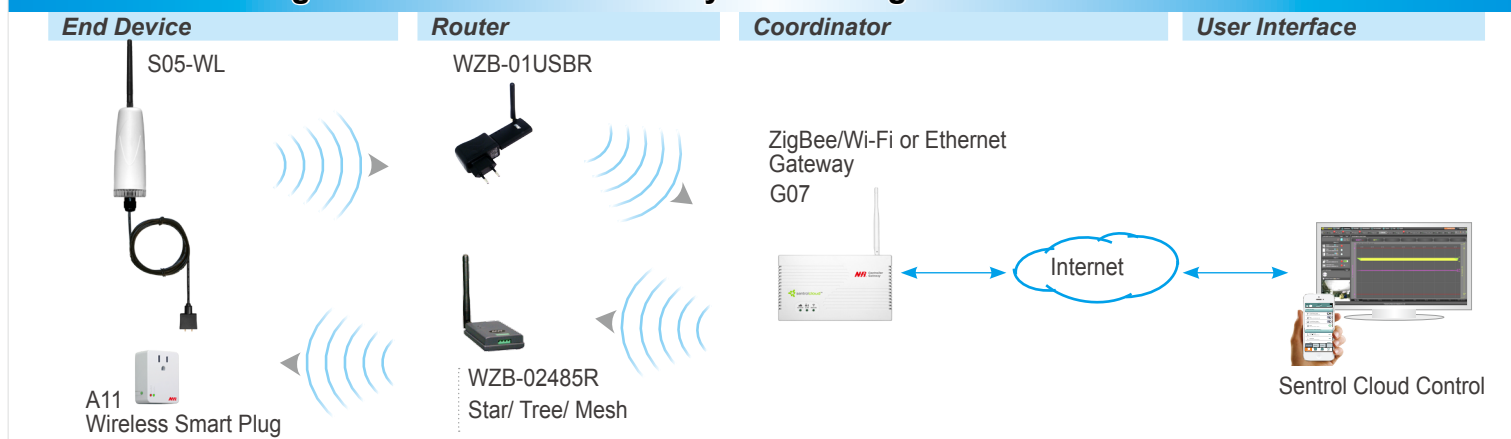 End Device
Router
Coordinator
User Interface
S05-WL
WZB-01USBR
ZigBee/Wi-Fi or Ethernet
Gateway
G07
Internet
A11
Wireless Smart Plug
WZB-02485R
Star/ Tree/ Mesh
Sentrol Cloud Control